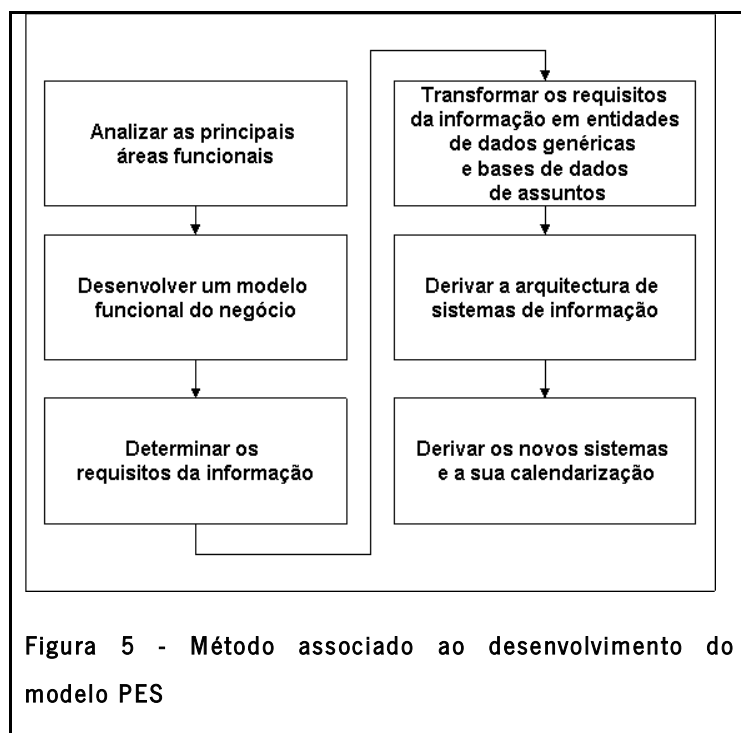 Analizar as principais
áreas funcionais
Desenvolver um modelo
funcional do negócio
Determinar os
requisitos da informação
Transformar os requisitos
da informação em entidades
de dados genéricas
e bases de dados
de assuntos
Derivar a arquitectura de
sistemas de informação
Derivar os novos sistemas
e a sua calendarização
Figura 5 - Método associado ao desenvolvimento do
modelo PES